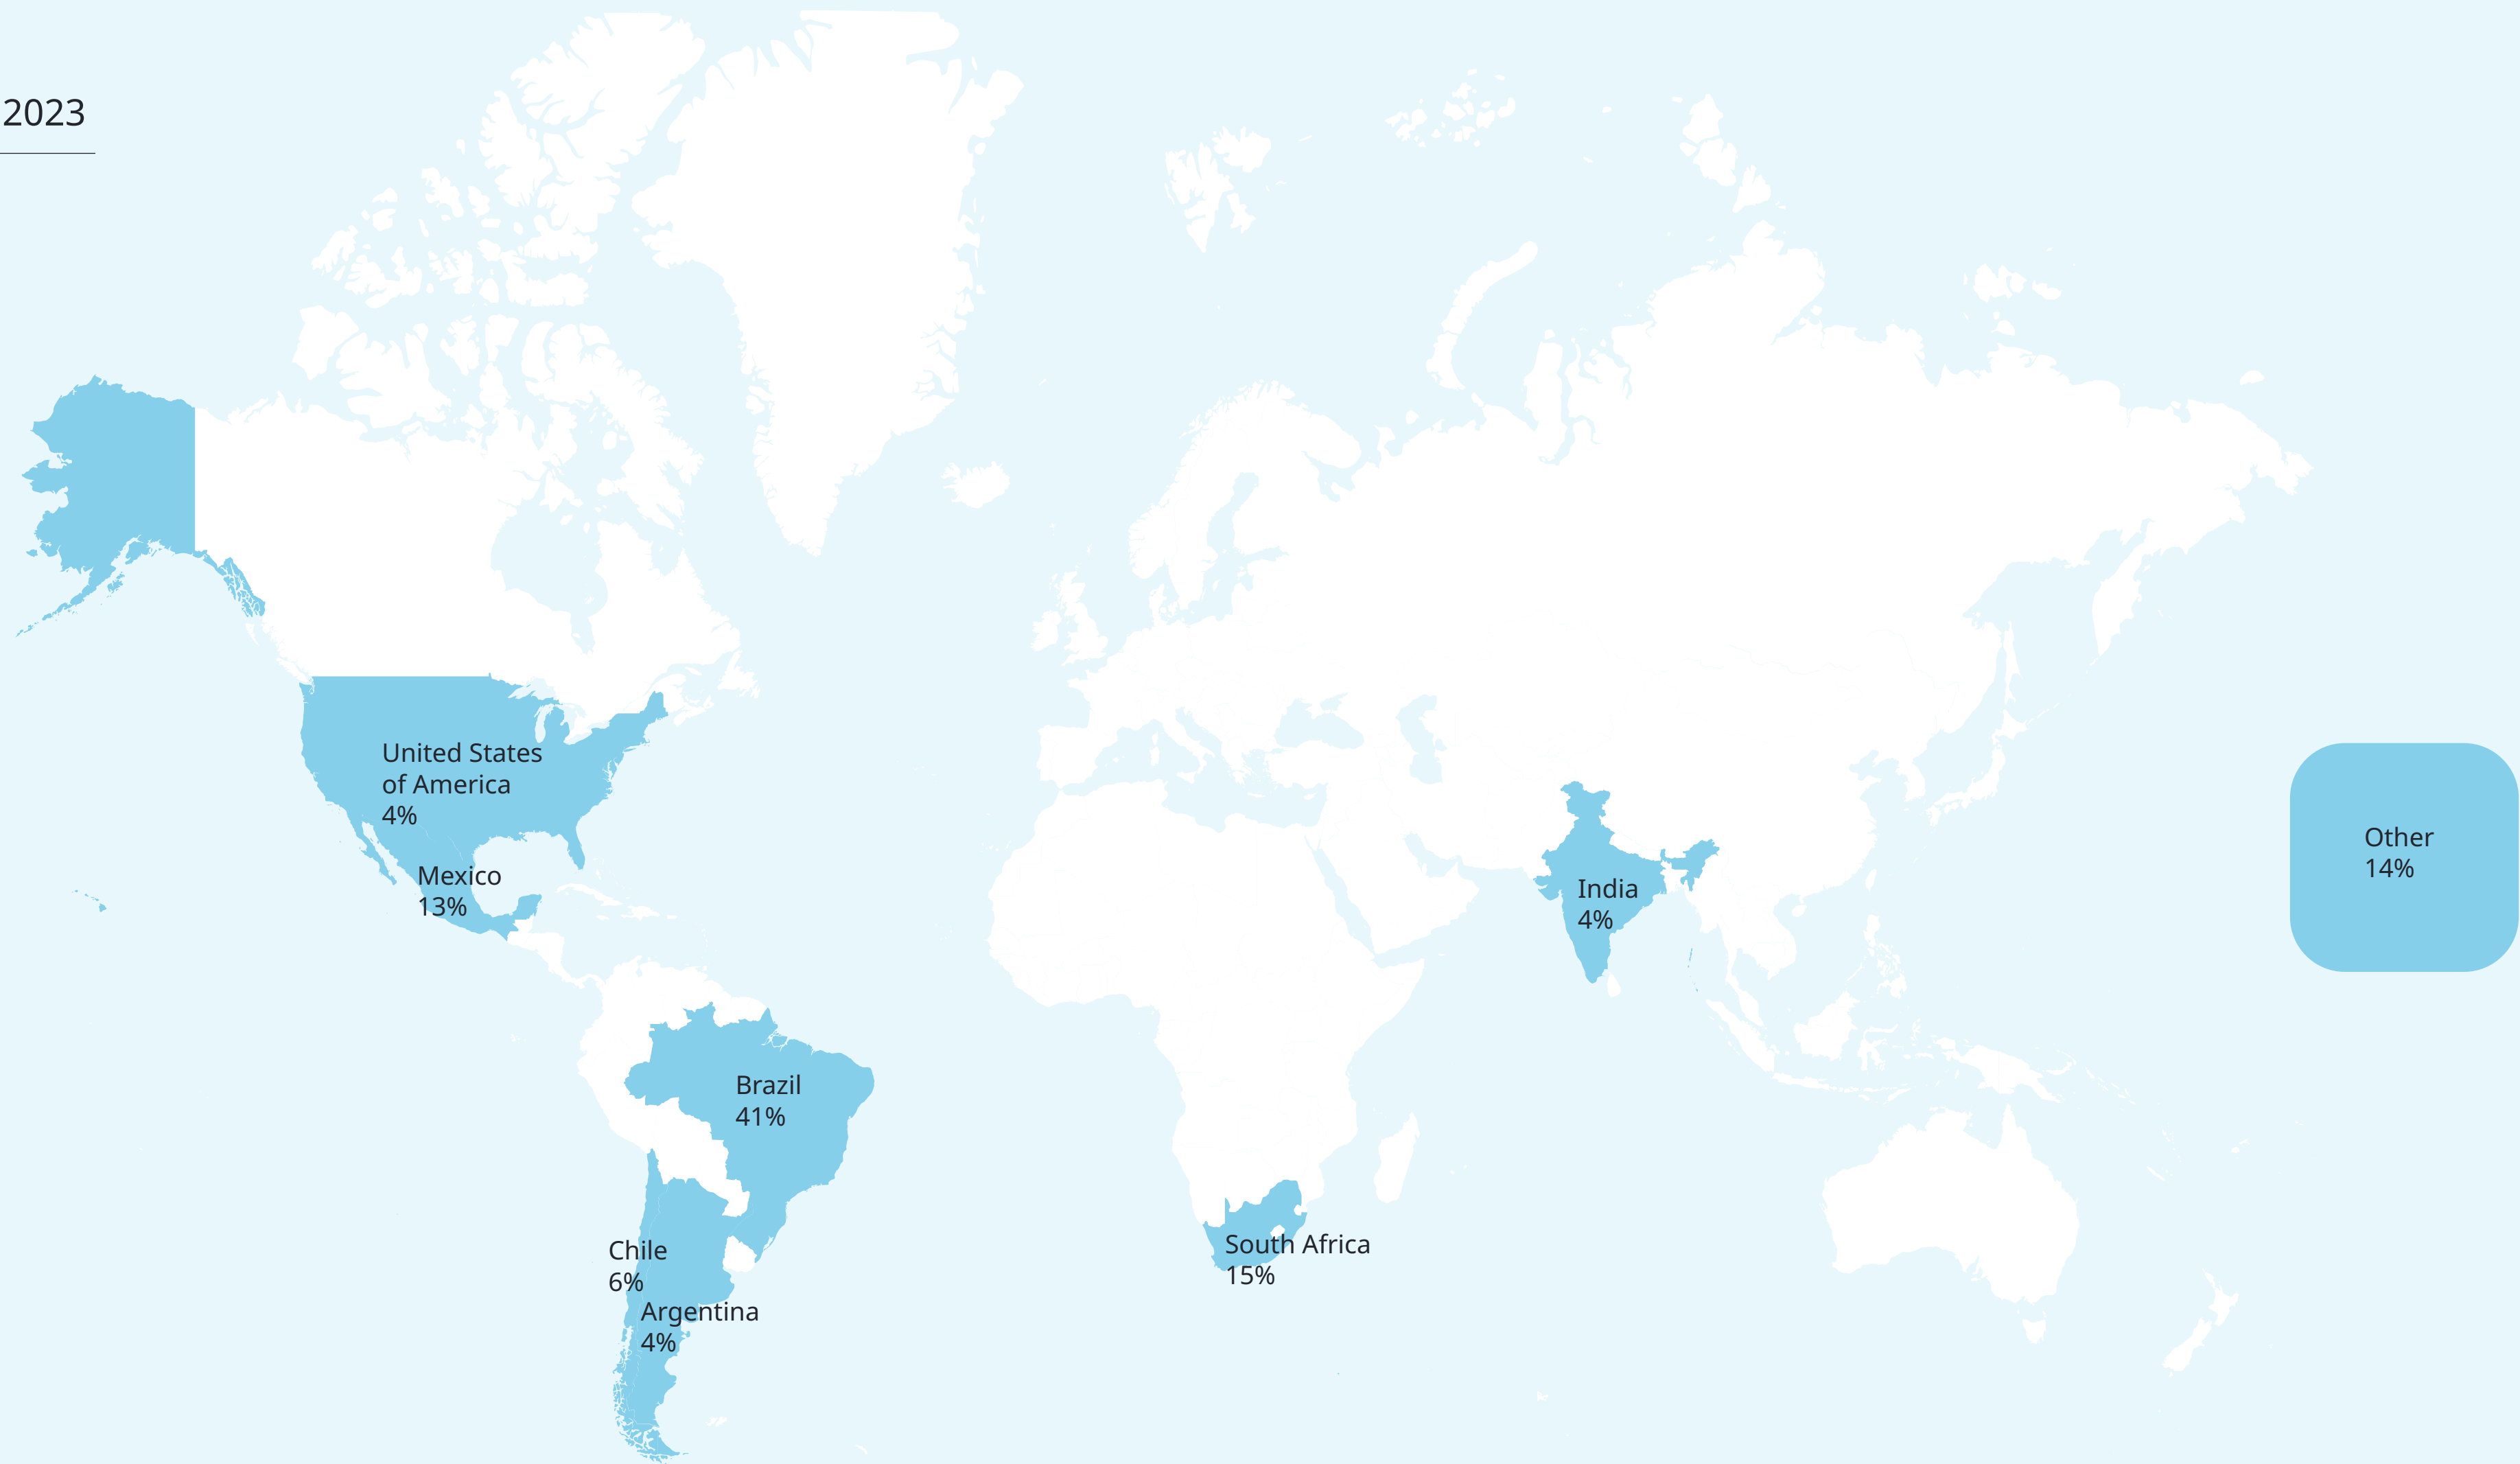 2023
United States
of America
4%
Mexico
13%
Brazil
41%
Chile
6%
Argentina
4%
South Africa
15%
India
4%
Other
14%